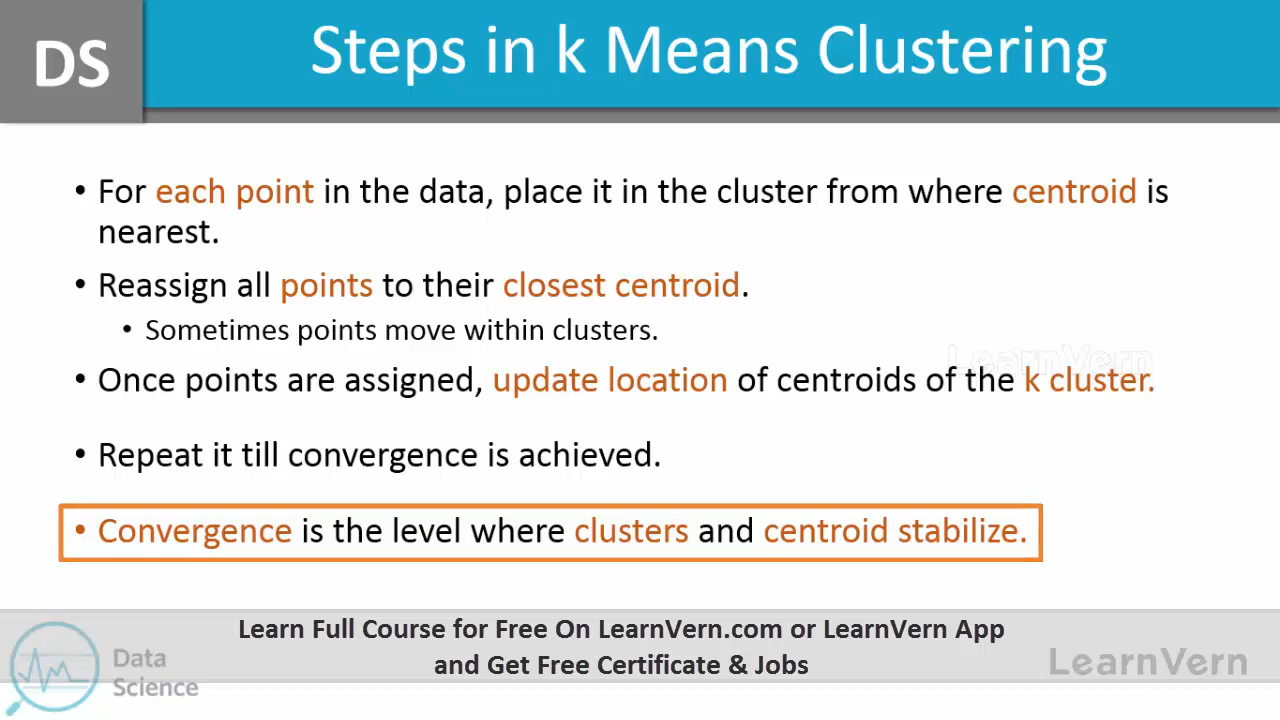 DS
Steps in k Means Clustering
• For each point in the data, place it in the cluster from where centroid is
nearest.
• Reassign all points to their closest centroid.
• Sometimes points move within clusters.
LearnVern
• Once points are assigned, update location of centroids of the k cluster.
• Repeat it till convergence is achieved.
• Convergence is the level where clusters and centroid stabilize.
Learn Full Course for Free On LearnVern.com or LearnVern App
and Get Free Certificate & Jobs
Data
Science
LearnVern